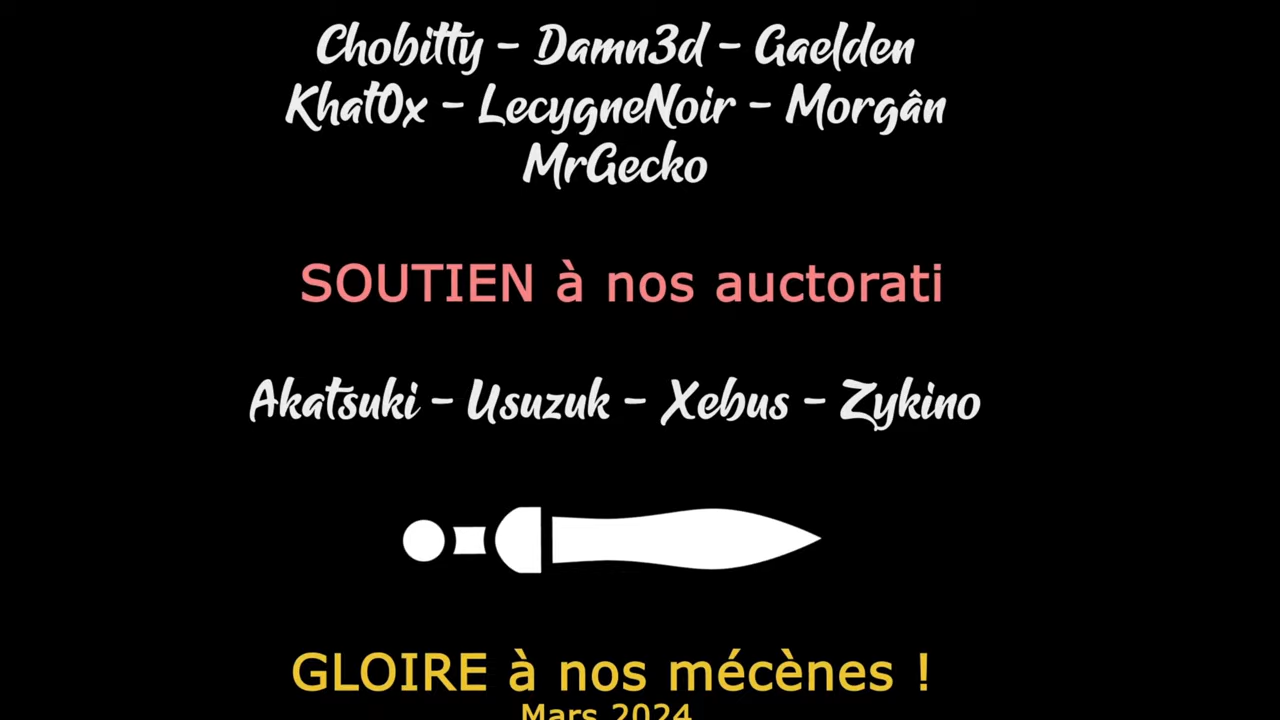 Chobitty - Damn3d - Gaelden
Khat0x - LecygneNoir - Morgân
MrGecko
SOUTIEN à nos auctorati
Akatsuki - Usuzuk - Xebus - Zykino
GLOIRE à nos mécènes !
Mars 2024